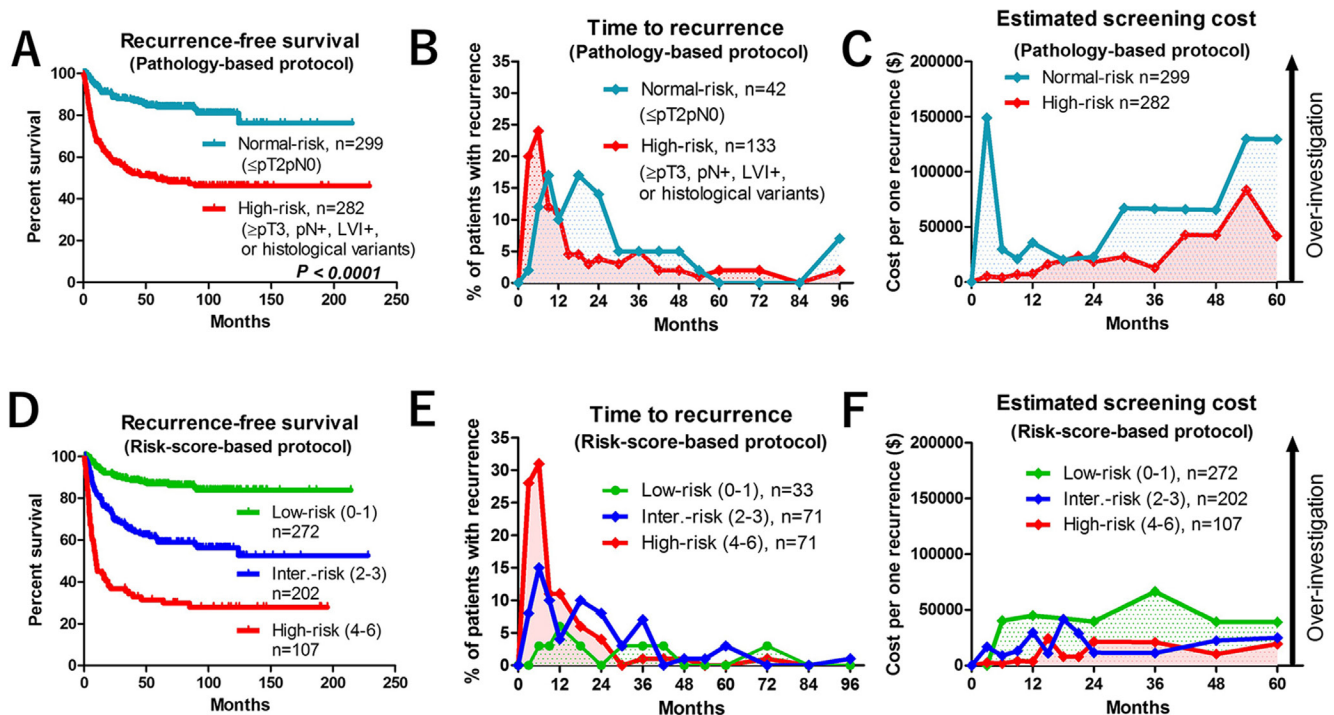 A
Recurrence-free survival
(Pathology-based protocol)
Percent survival
100
80
60
40
20
0
Normal-risk, n=299
(≤pT2pN0)
High-risk, n=282
(≥pT3, pN+, LVI+,
or histological variants)
P < 0.0001
0 50 100 150 200 250
Months
B
Time to recurrence
(Pathology-based protocol)
% of patients with recurrence
35
30
25
20
15
10
5
0
Normal-risk, n=42
(≤pT2pN0)
High-risk, n=133
(≥pT3, pN+, LVI+,
or histological variants)
0 12 24 36 48 60 72 84 96
Months
C
Estimated screening cost
(Pathology-based protocol)
Cost per one recurrence ($)
200000
150000
100000
50000
0
Normal-risk n=299
High-risk n=282
0 12 24 36 48 60
Months
Over-investigation
D
Recurrence-free survival
(Risk-score-based protocol)
Percent survival
100
80
60
40
20
0
Low-risk (0-1)
n=272
Inter.-risk (2-3)
n=202
High-risk (4-6)
n=107
0 50 100 150 200 250
Months
E
Time to recurrence
(Risk-score-based protocol)
% of patients with recurrence
35
30
25
20
15
10
5
0
Low-risk (0-1), n=33
Inter.-risk (2-3), n=71
High-risk (4-6), n=71
0 12 24 36 48 60 72 84 96
Months
F
Estimated screening cost
(Risk-score-based protocol)
Cost per one recurrence ($)
200000
150000
100000
50000
0
Low-risk (0-1), n=272
Inter.-risk (2-3), n=202
High-risk (4-6), n=107
0 12 24 36 48 60
Months
Over-investigation